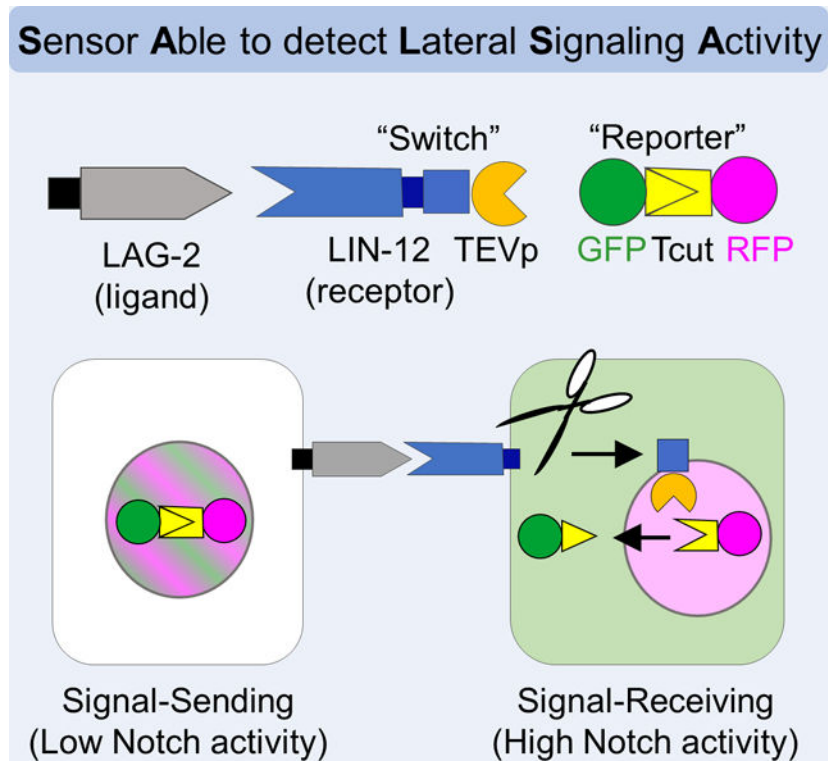 Sensor Able to detect Lateral Signaling Activity
“Switch”
“Reporter”
LAG-2
(ligand)
LIN-12
(receptor)
TEVp
GFP Tcut RFP
Signal-Sending
(Low Notch activity)
Signal-Receiving
(High Notch activity)